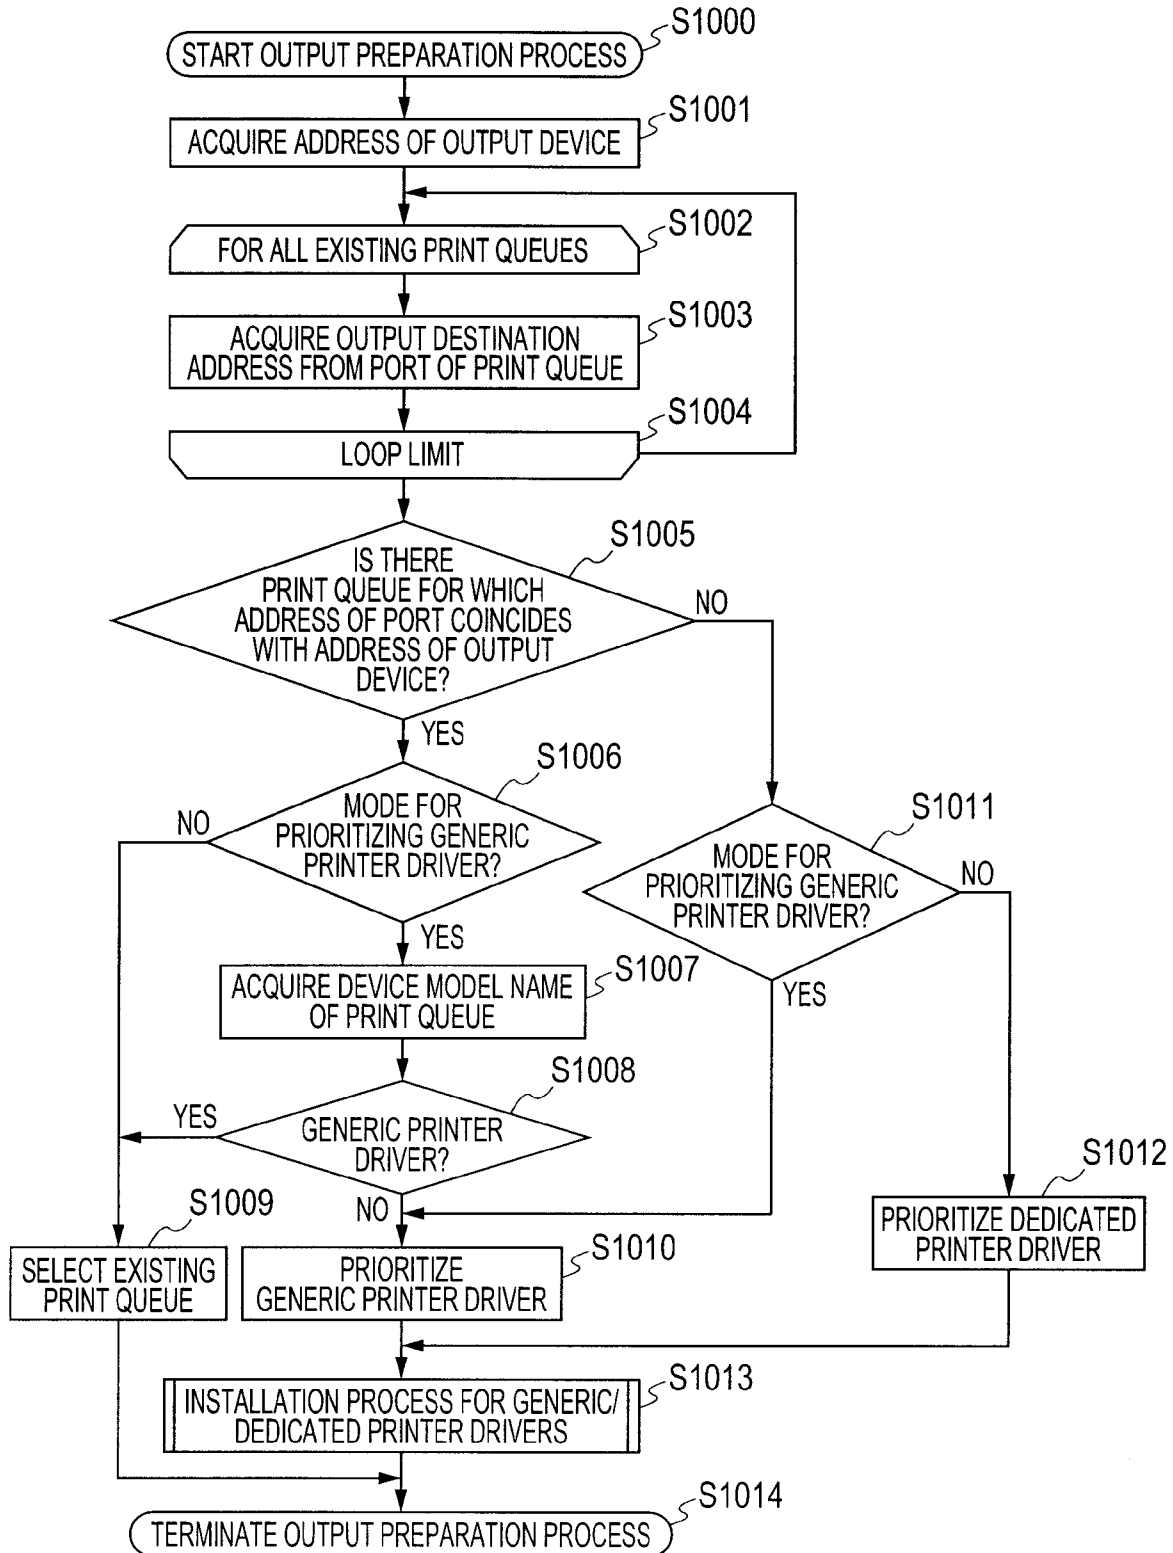 S1000
START OUTPUT PREPARATION PROCESS
S1001
ACQUIRE ADDRESS OF OUTPUT DEVICE
S1002
FOR ALL EXISTING PRINT QUEUES
S1003
ACQUIRE OUTPUT DESTINATION
ADDRESS FROM PORT OF PRINT QUEUE
S1004
LOOP LIMIT
S1005
IS THERE
PRINT QUEUE FOR WHICH
ADDRESS OF PORT COINCIDES
WITH ADDRESS OF OUTPUT
DEVICE?
NO
YES
S1006
MODE FOR
PRIORITIZING GENERIC
PRINTER DRIVER?
NO
YES
S1011
MODE FOR
PRIORITIZING GENERIC
PRINTER DRIVER?
NO
YES
S1007
ACQUIRE DEVICE MODEL NAME
OF PRINT QUEUE
S1008
GENERIC PRINTER
DRIVER?
YES
NO
S1012
PRIORITIZE DEDICATED
PRINTER DRIVER
S1009
SELECT EXISTING
PRINT QUEUE
S1010
PRIORITIZE
GENERIC PRINTER DRIVER
S1013
INSTALLATION PROCESS FOR GENERIC/
DEDICATED PRINTER DRIVERS
S1014
TERMINATE OUTPUT PREPARATION PROCESS